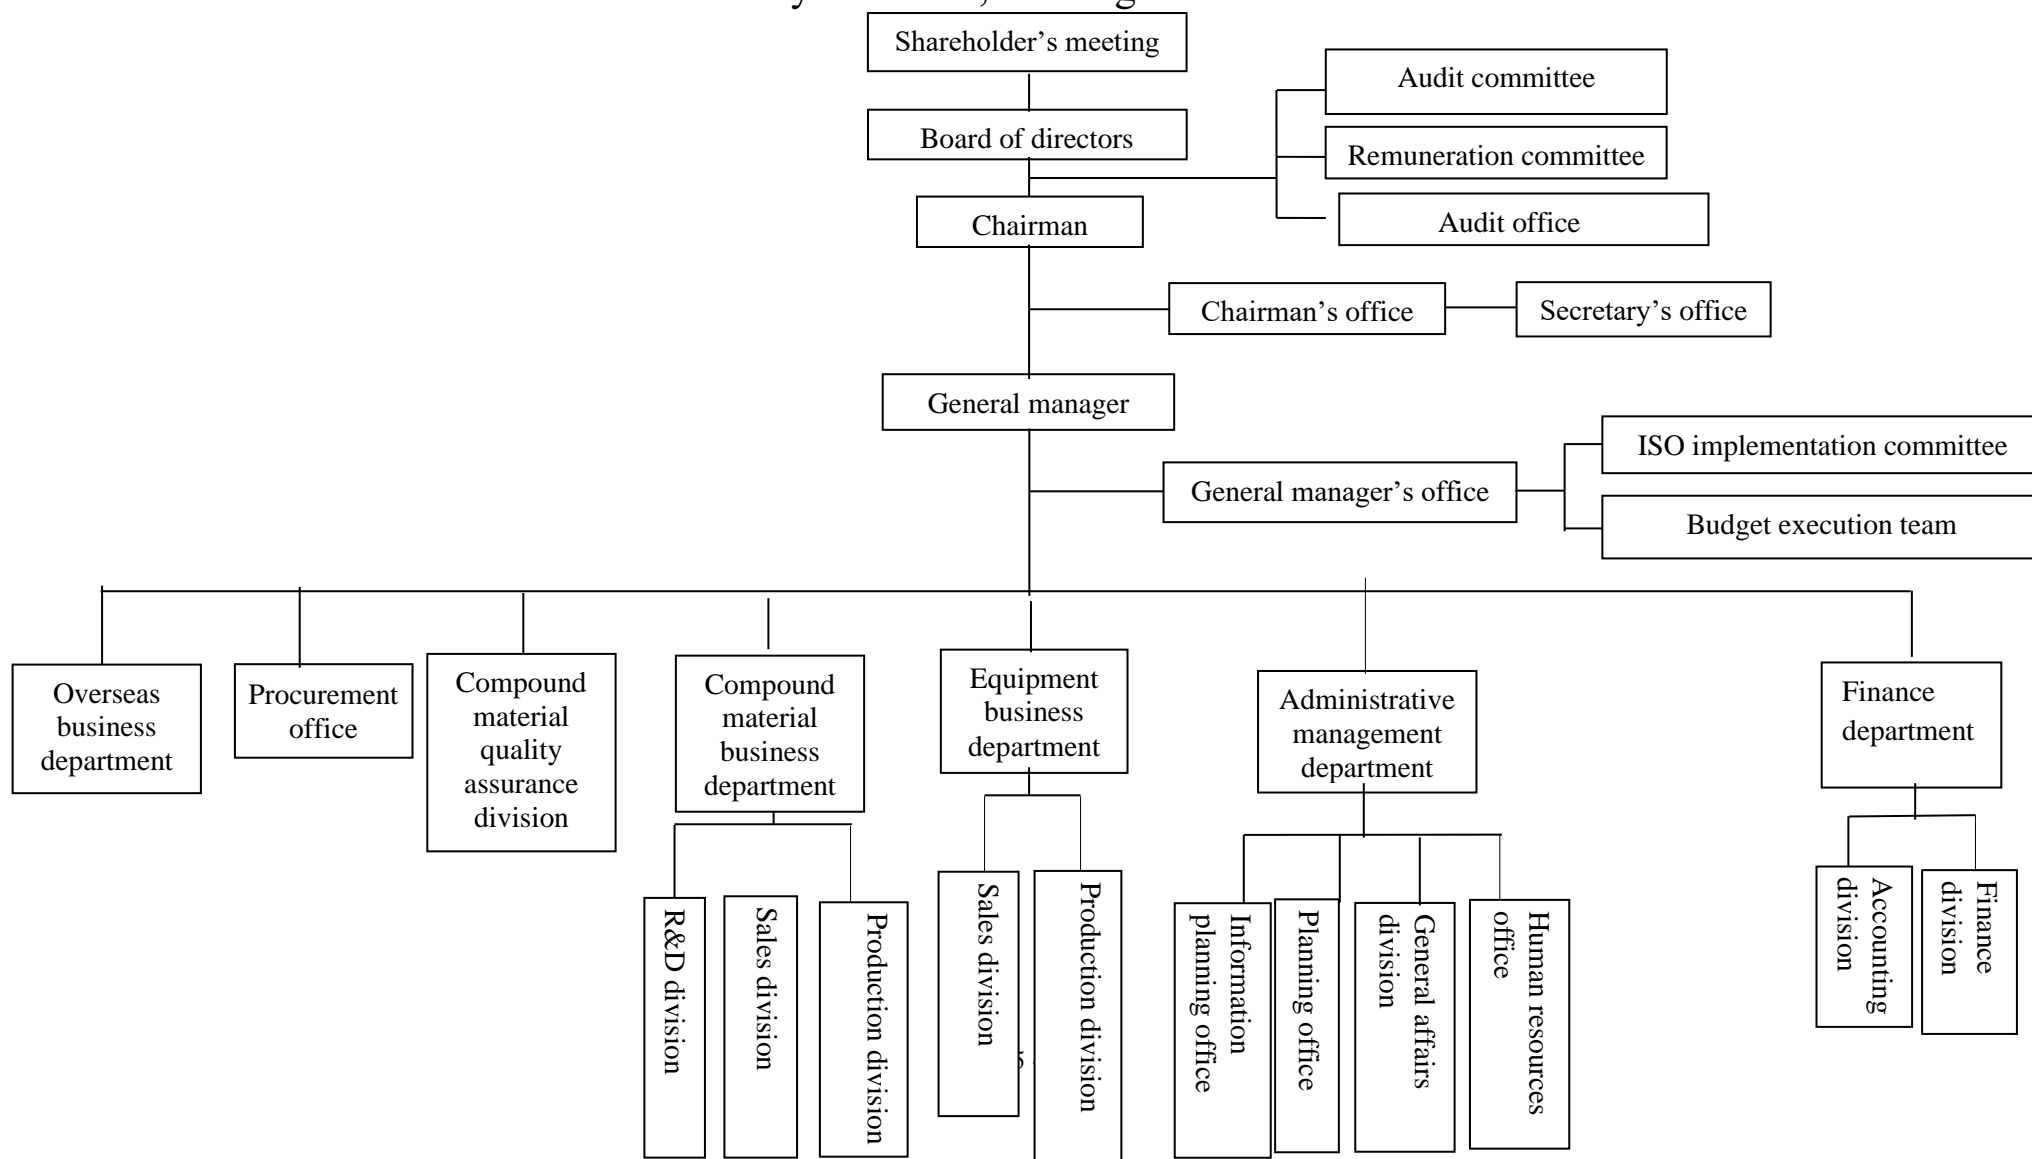 Shareholder’s meeting
Audit committee
Board of directors
Remuneration committee
Chairman
Audit office
Chairman’s office
Secretary’s office
General manager
ISO implementation committee
General manager’s office
Budget execution team
Overseas
business
department
Procurement
office
Compound
material
quality
assurance
division
Compound
material
business
department
Equipment
business
department
Administrative
management
department
Finance
department
R&D division
Sales division
Production division
Sales division
Production division
Information
planning office
Planning office
General affairs
division
Human resources
office
Accounting
division
Finance
division